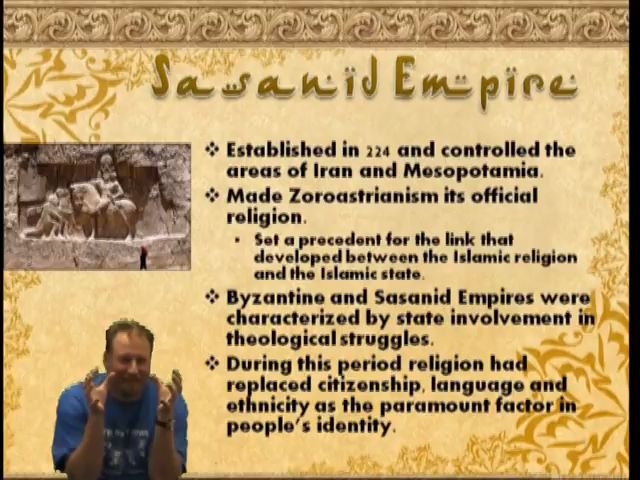 Sasanid Empire
❖ Established in 224 and controlled the
areas of Iran and Mesopotamia.
❖ Made Zoroastrianism its official
religion.
▪ Set a precedent for the link that
developed between the Islamic religion
and the Islamic state.
❖ Byzantine and Sasanid Empires were
characterized by state involvement in
theological struggles.
❖ During this period religion had
replaced citizenship, language and
ethnicity as the paramount factor in
people's identity.